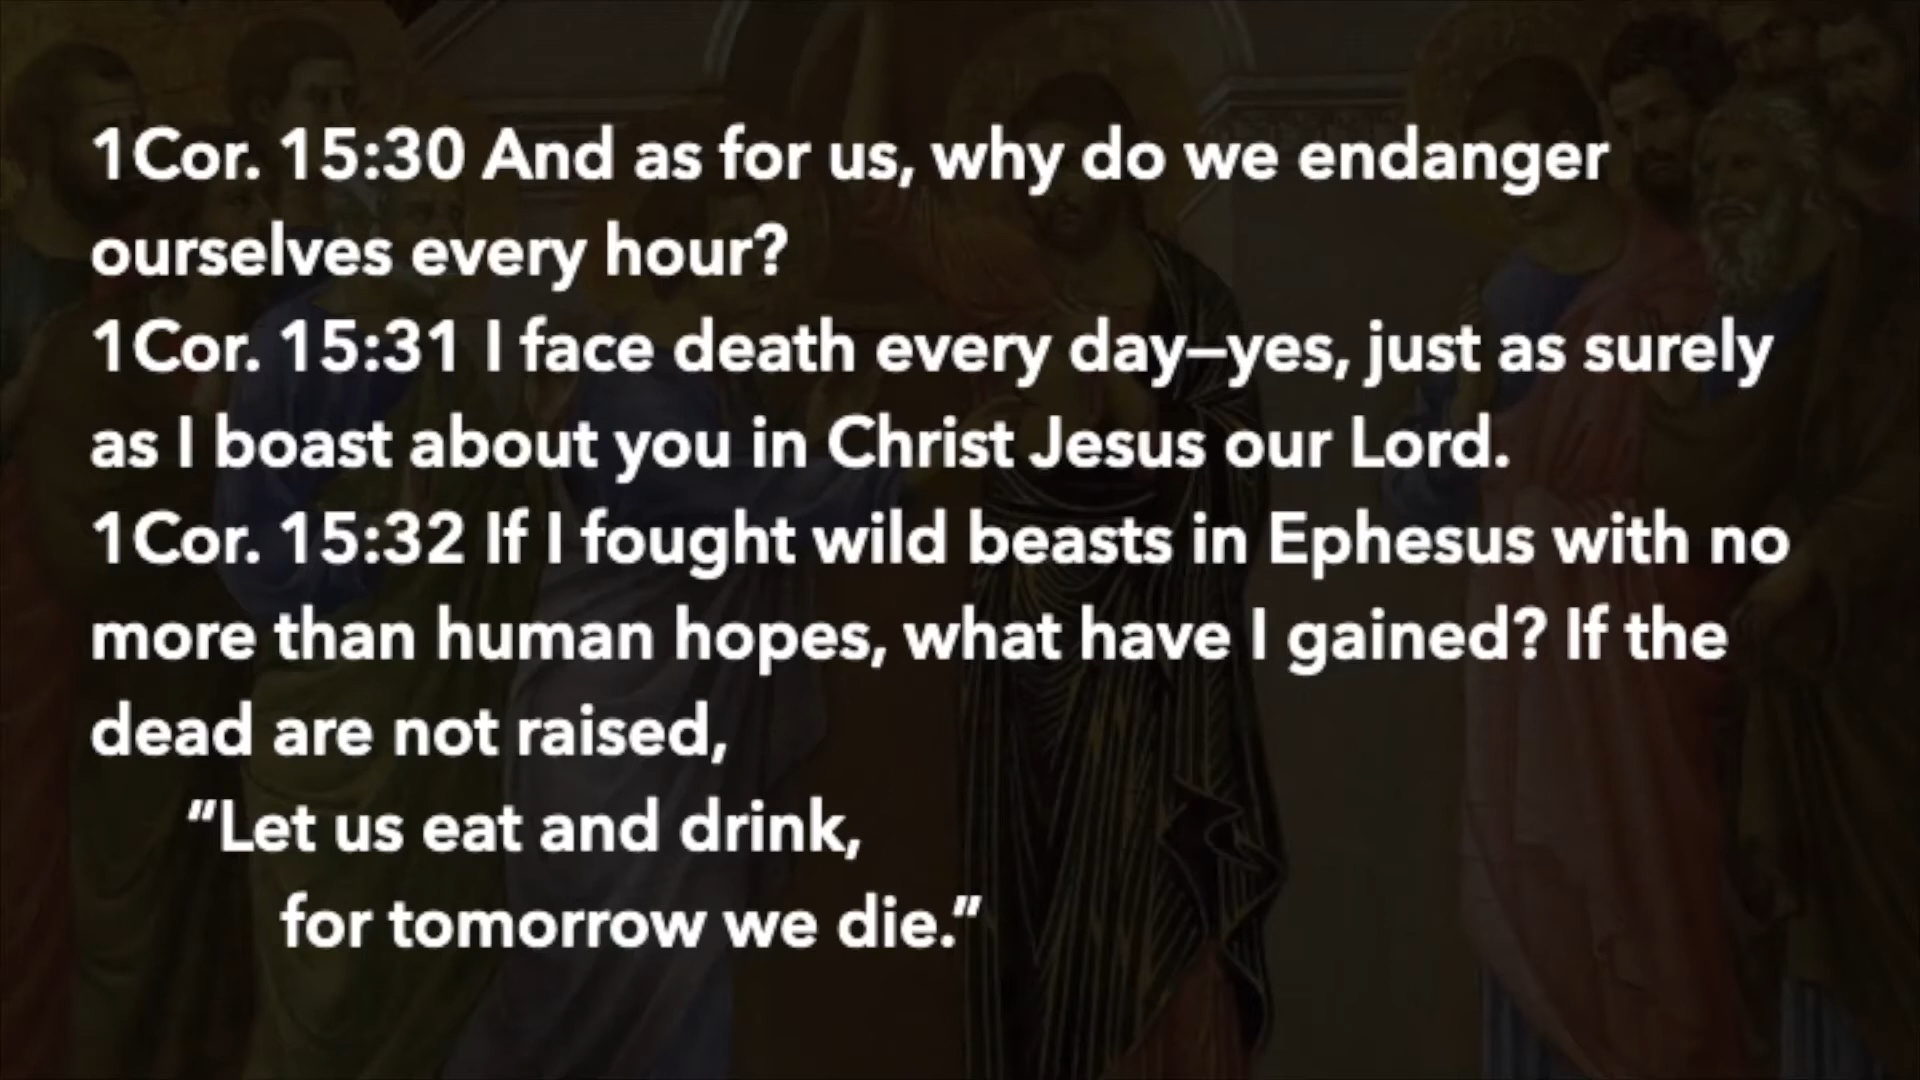 1Cor. 15:30 And as for us, why do we endanger
ourselves every hour?
1Cor. 15:31 I face death every day—yes, just as surely
as I boast about you in Christ Jesus our Lord.
1Cor. 15:32 If I fought wild beasts in Ephesus with no
more than human hopes, what have I gained? If the
dead are not raised,
“Let us eat and drink,
for tomorrow we die.”